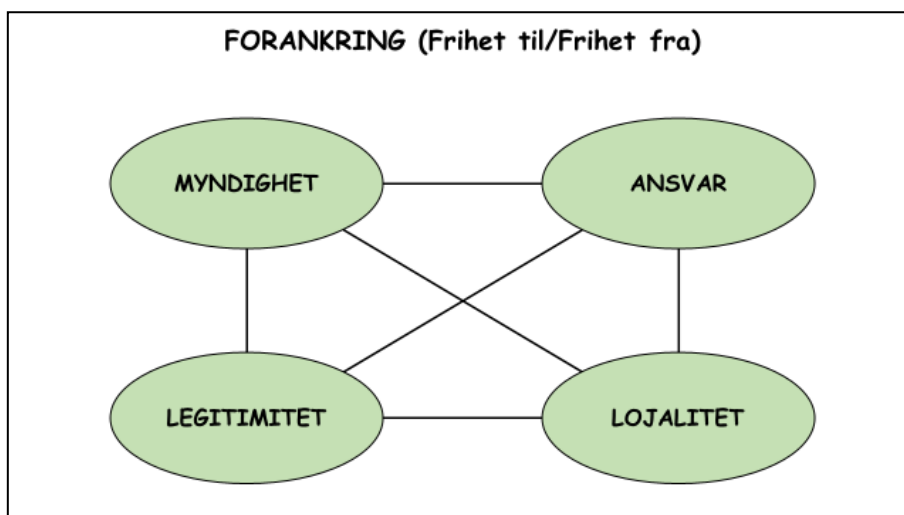 FORANKRING (Frihet til/Frihet fra)
MYNDIGHET
ANSVAR
LEGITIMITET
LOJALITET